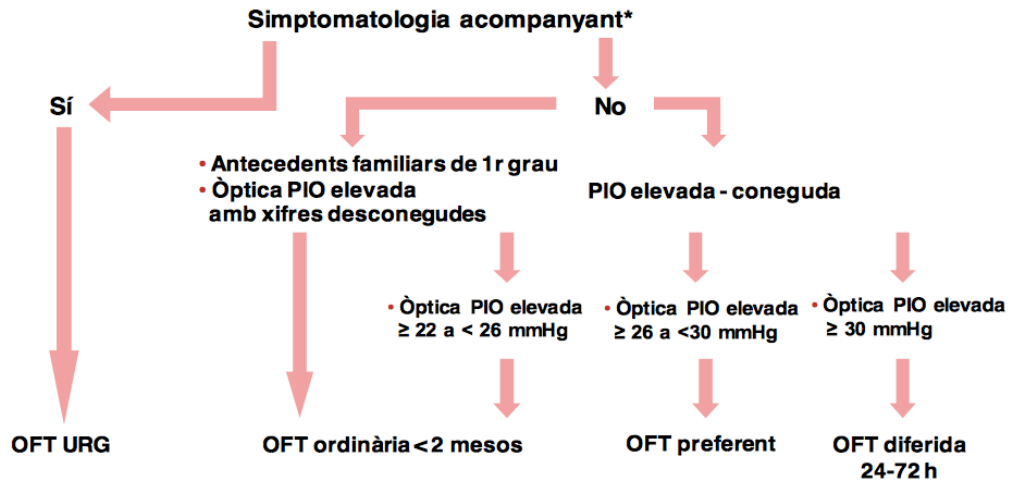 Simptomatologia acompanyant*
Sí
No
• Antecedents familiars de 1r grau
• Òptica PIO elevada
amb xifres desconegudes
PIO elevada - coneguda
• Òptica PIO elevada
≥ 22 a < 26 mmHg
• Òptica PIO elevada
≥ 26 a <30 mmHg
• Òptica PIO elevada
≥ 30 mmHg
OFT URG
OFT ordinària < 2 mesos
OFT preferent
OFT diferida
24-72 h